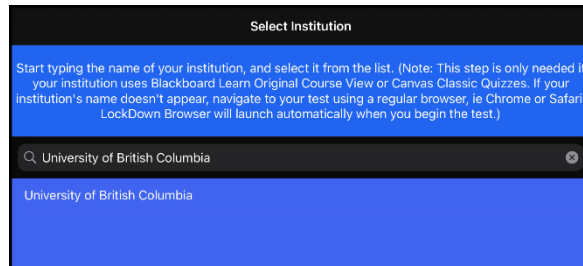 Select Institution
Start typing the name of your institution, and select it from the list. (Note: This step is only needed if
your institution uses Blackboard Learn Original Course View or Canvas Classic Quizzes. If your
institution's name doesn't appear, navigate to your test using a regular browser, ie Chrome or Safari
LockDown Browser will launch automatically when you begin the test.)
University of British Columbia
University of British Columbia